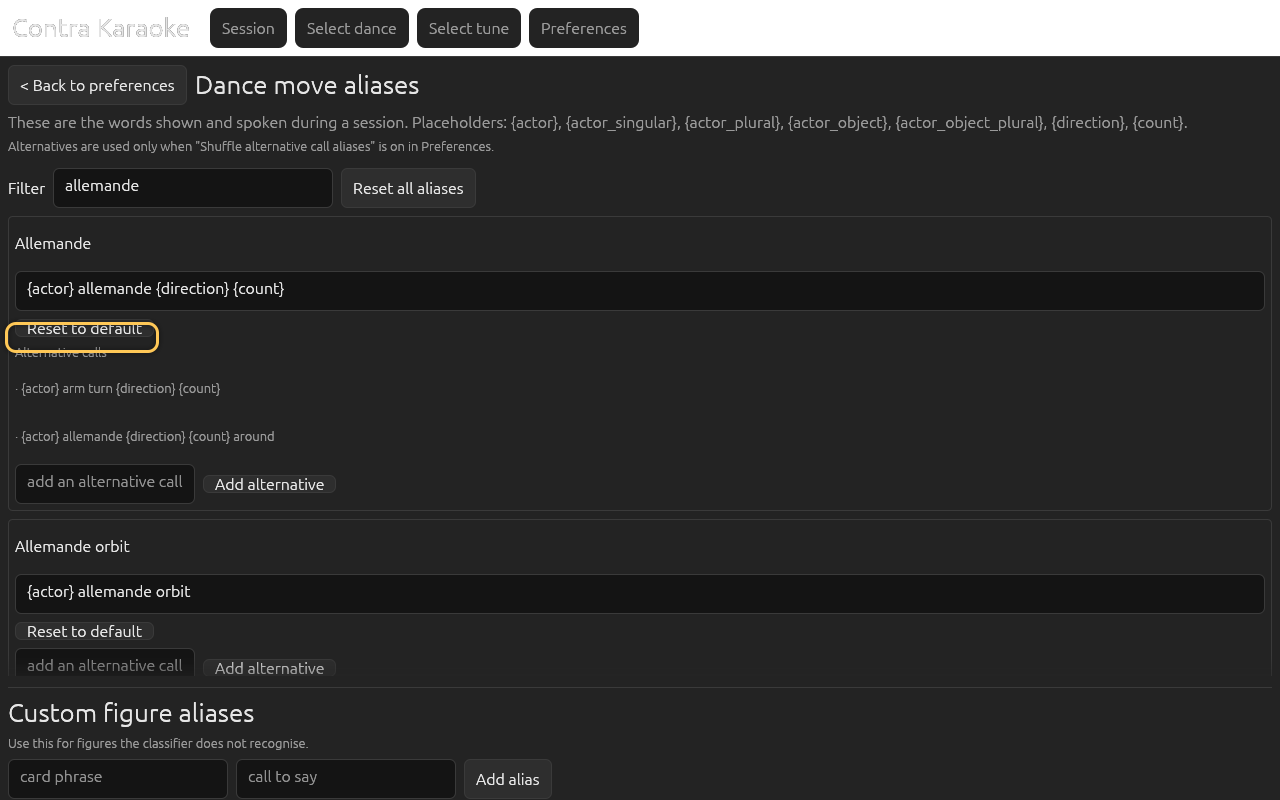 Contra Karaoke Session Select dance Select tune Preferences
< Back to preferences Dance move aliases
These are the words shown and spoken during a session. Placeholders: {actor}, {actor_singular}, {actor_plural}, {actor_object}, {actor_object_plural}, {direction}, {count}.
Alternatives are used only when "Shuffle alternative call aliases" is on in Preferences.
Filter allemande Reset all aliases
Allemande
{actor} allemande {direction} {count}
Reset to default
Alternative calls
· {actor} arm turn {direction} {count}
· {actor} allemande {direction} {count} around
add an alternative call Add alternative
Allemande orbit
{actor} allemande orbit
Reset to default
add an alternative call Add alternative
Custom figure aliases
Use this for figures the classifier does not recognise.
card phrase call to say Add alias